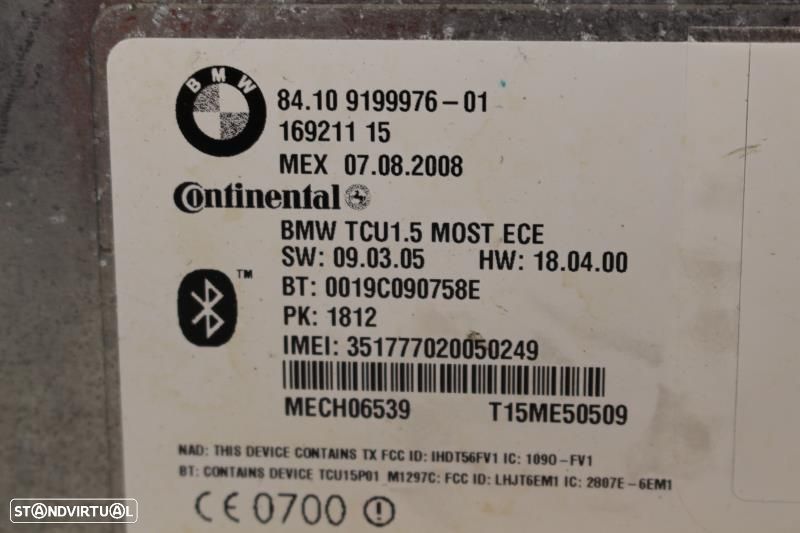 BMW
84.10 9199976-01
169211 15
MEX 07.08.2008
Continental
BMW TCU1.5 MOST ECE
SW: 09.03.05 HW: 18.04.00
BT: 0019C090758E
PK: 1812
IMEI: 351777020050249
TM
MECH06539 T15ME50509
NAD: THIS DEVICE CONTAINS TX FCC ID: IHDT56FV1 IC: 109O-FV1
BT: CONTAINS DEVICE TCU15P01 M1297C: FCC ID: LHJT6EM1 IC: 2807E-6EM1
CE 0700
STANDVIRTUAL